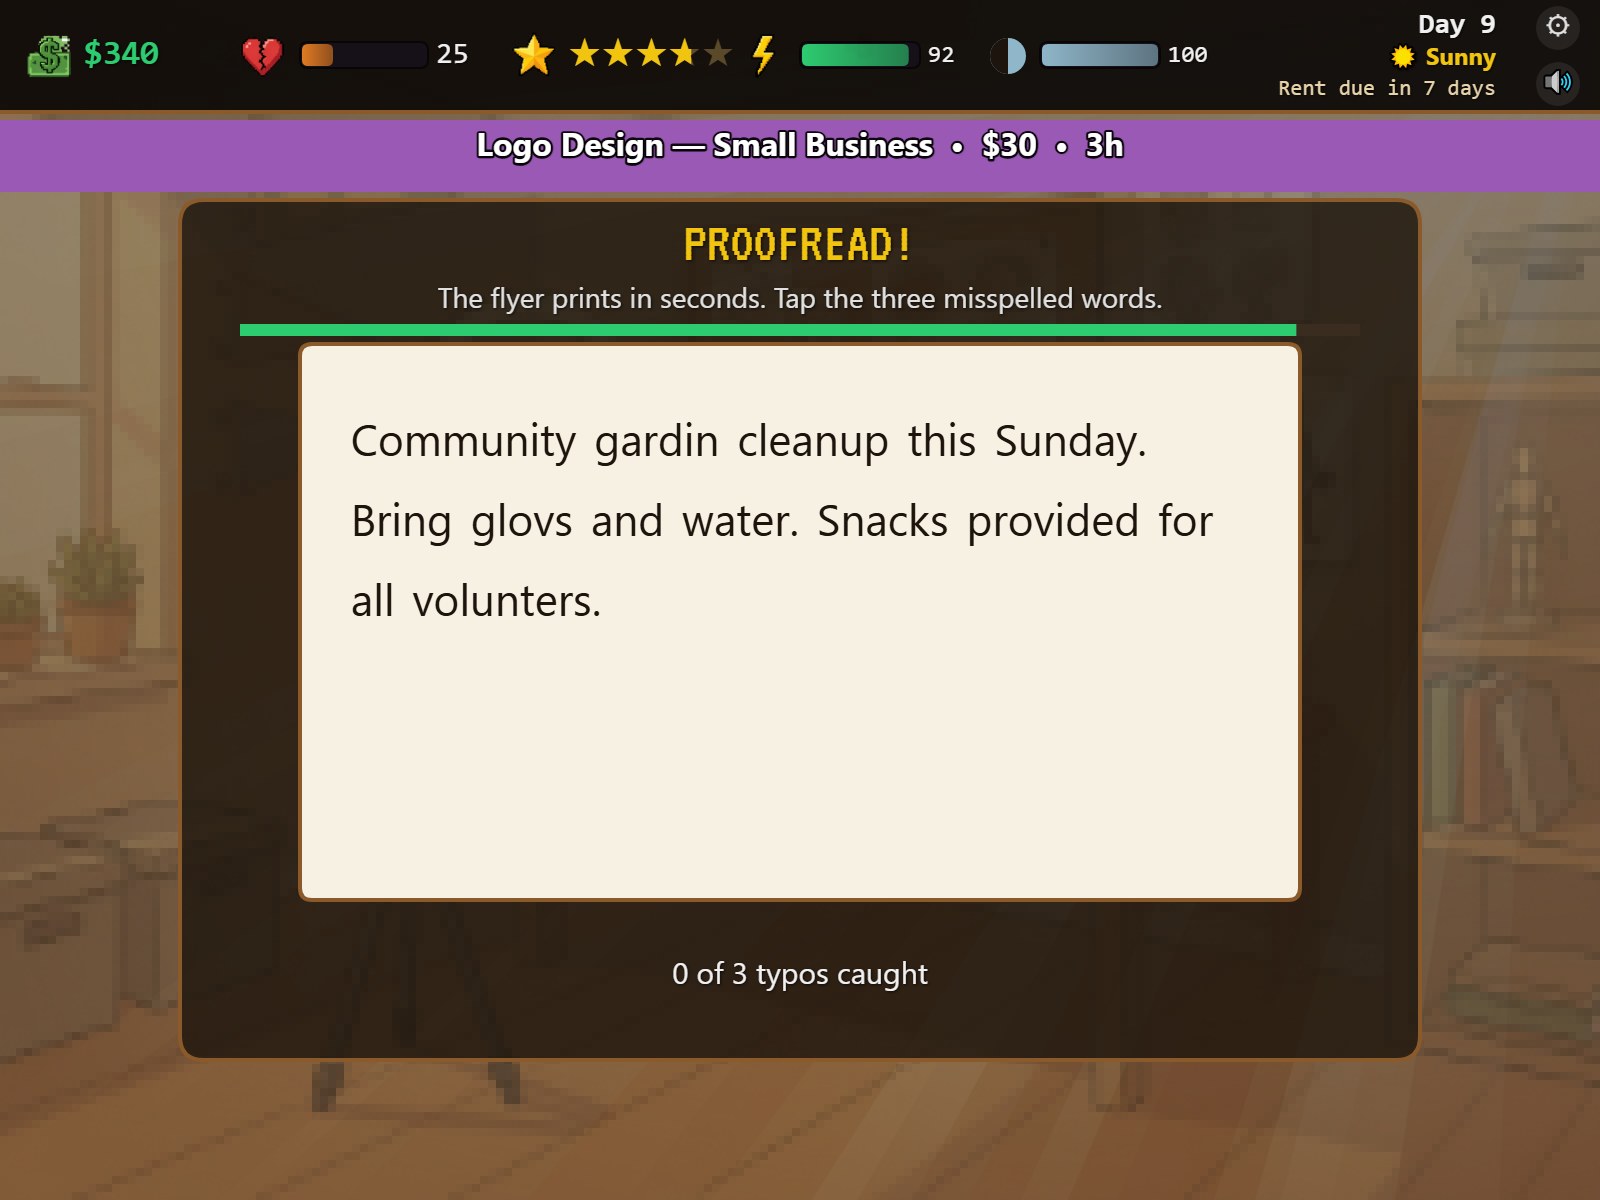 $340
25
92
100
Day 9
Sunny
Rent due in 7 days
Logo Design — Small Business • $30 • 3h
PROOFREAD!
The flyer prints in seconds. Tap the three misspelled words.
Community gardin cleanup this Sunday.
Bring glovs and water. Snacks provided for
all volunters.
0 of 3 typos caught